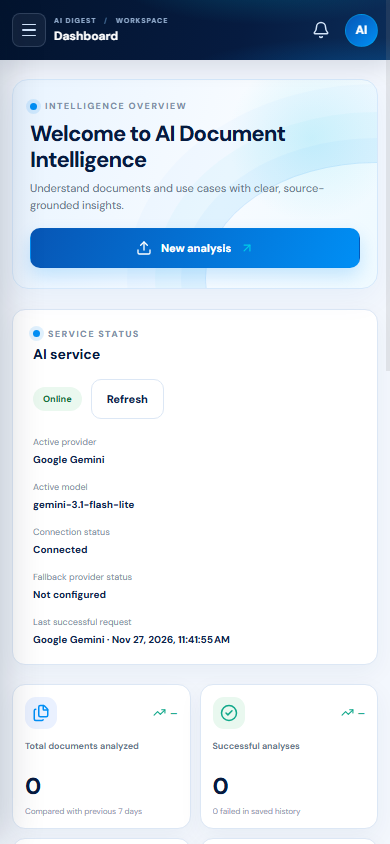 AI DIGEST / WORKSPACE
Dashboard
AI
INTELLIGENCE OVERVIEW
Welcome to AI Document
Intelligence
Understand documents and use cases with clear, source-
grounded insights.
New analysis
SERVICE STATUS
AI service
Online
Refresh
Active provider
Google Gemini
Active model
gemini-3.1-flash-lite
Connection status
Connected
Fallback provider status
Not configured
Last successful request
Google Gemini · Nov 27, 2026, 11:41:55 AM
–
–
Total documents analyzed
Successful analyses
0
0
Compared with previous 7 days
0 failed in saved history